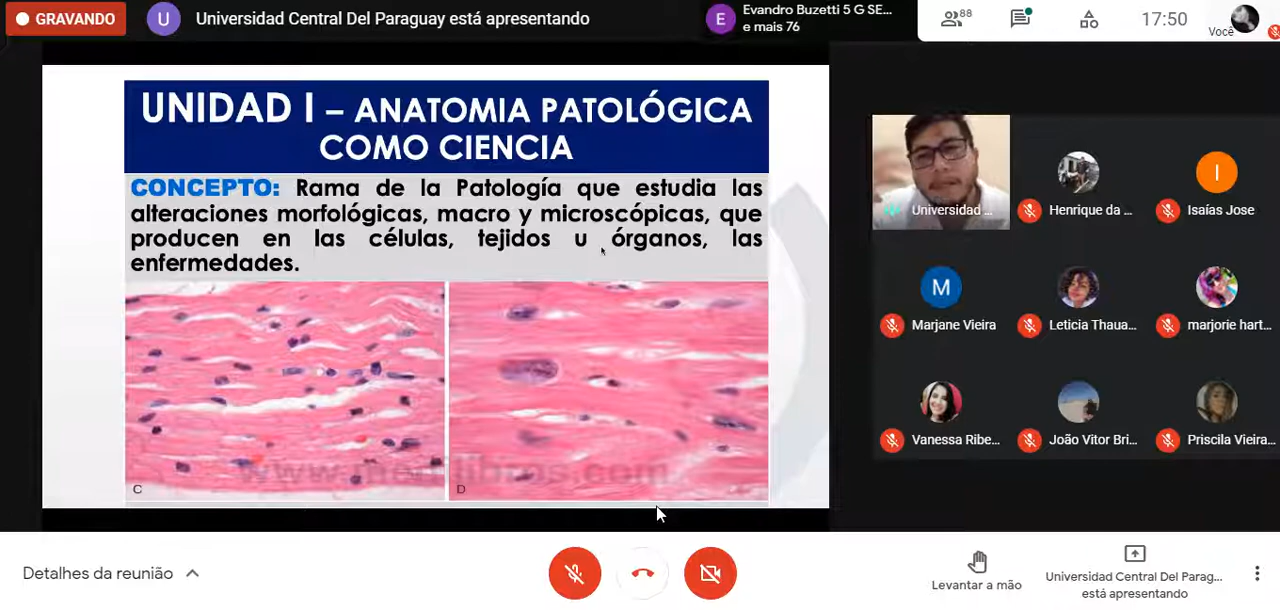 GRAVANDO
U
Universidad Central Del Paraguay está apresentando
E
Evandro Buzetti 5 G SE...
e mais 76
88
17:50
Você
UNIDAD I – ANATOMIA PATOLÓGICA
COMO CIENCIA
CONCEPTO: Rama de la Patología que estudia las
alteraciones morfológicas, macro y microscópicas, que
producen en las células, tejidos u órganos, las
enfermedades.
C
D
www.medilibros.com
Universidad ...
Henrique da ...
I
Isaías Jose
M
Marjane Vieira
Leticia Thaua...
marjorie hart...
Vanessa Ribe...
João Vitor Bri...
Priscila Vieira...
Detalhes da reunião
Levantar a mão
Universidad Central Del Parag...
está apresentando